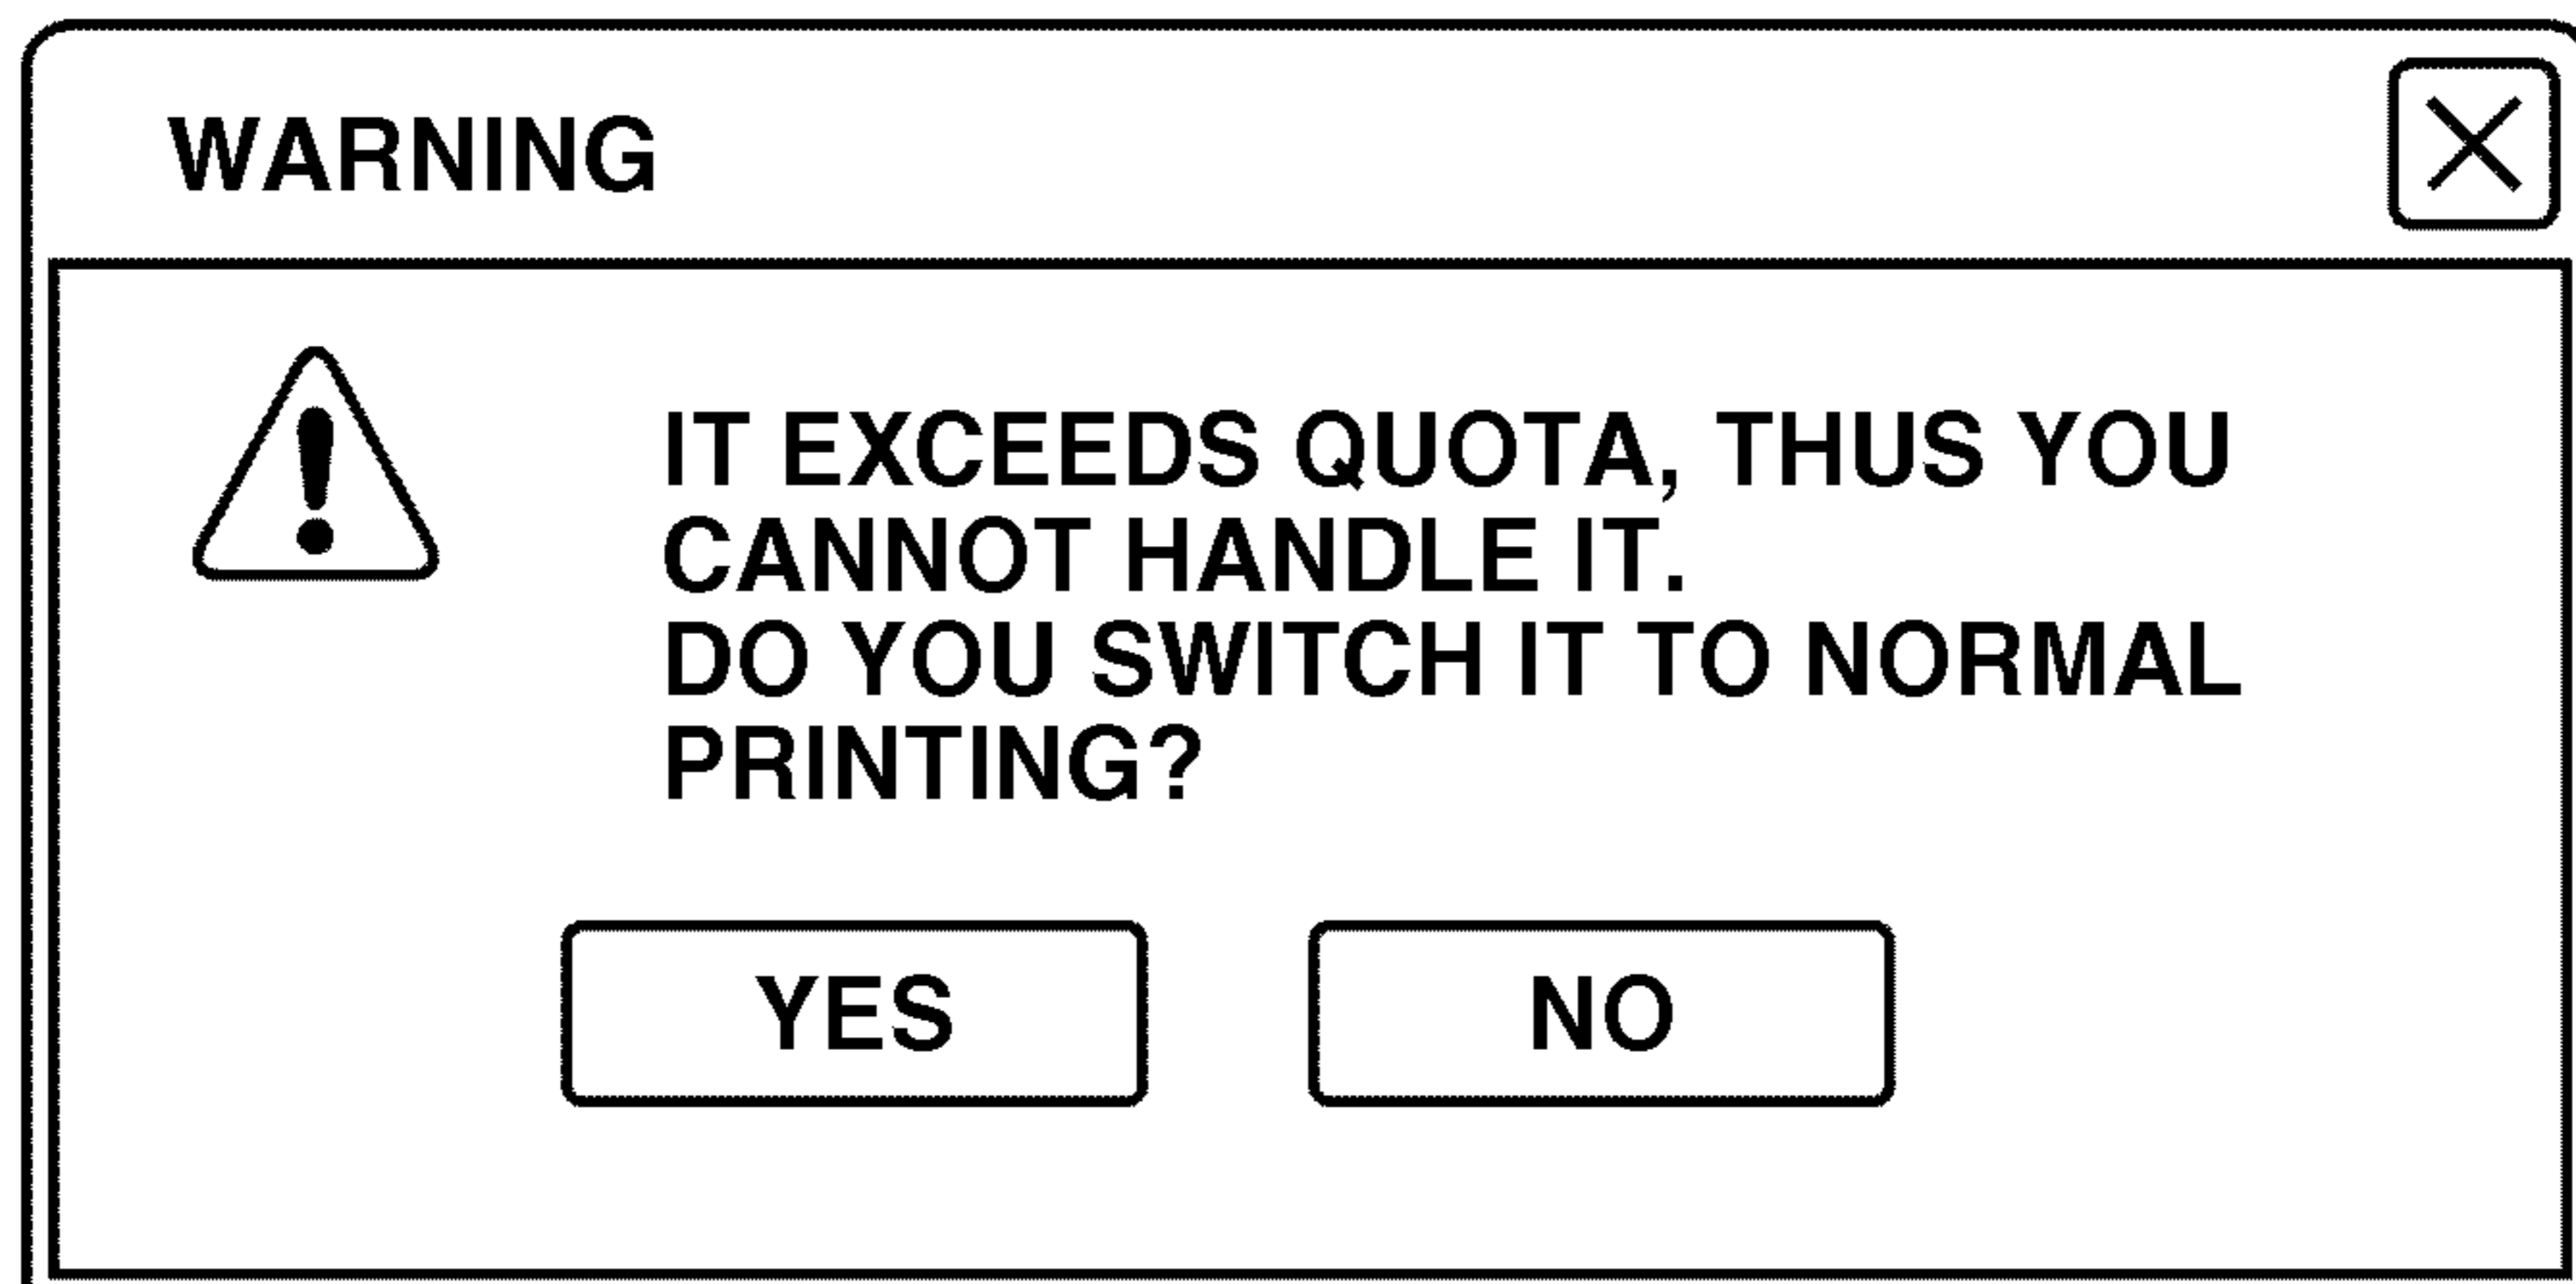 WARNING
IT EXCEEDS QUOTA, THUS YOU
CANNOT HANDLE IT.
DO YOU SWITCH IT TO NORMAL
PRINTING?
YES NO